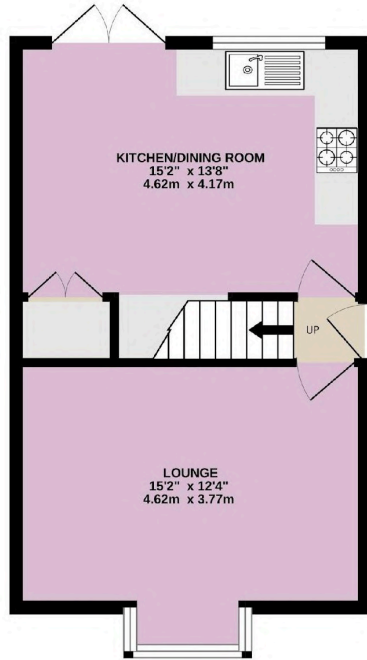 KITCHEN/DINING ROOM
15'2" x 13'8"
4.62m x 4.17m
UP
LOUNGE
15'2" x 12'4"
4.62m x 3.77m